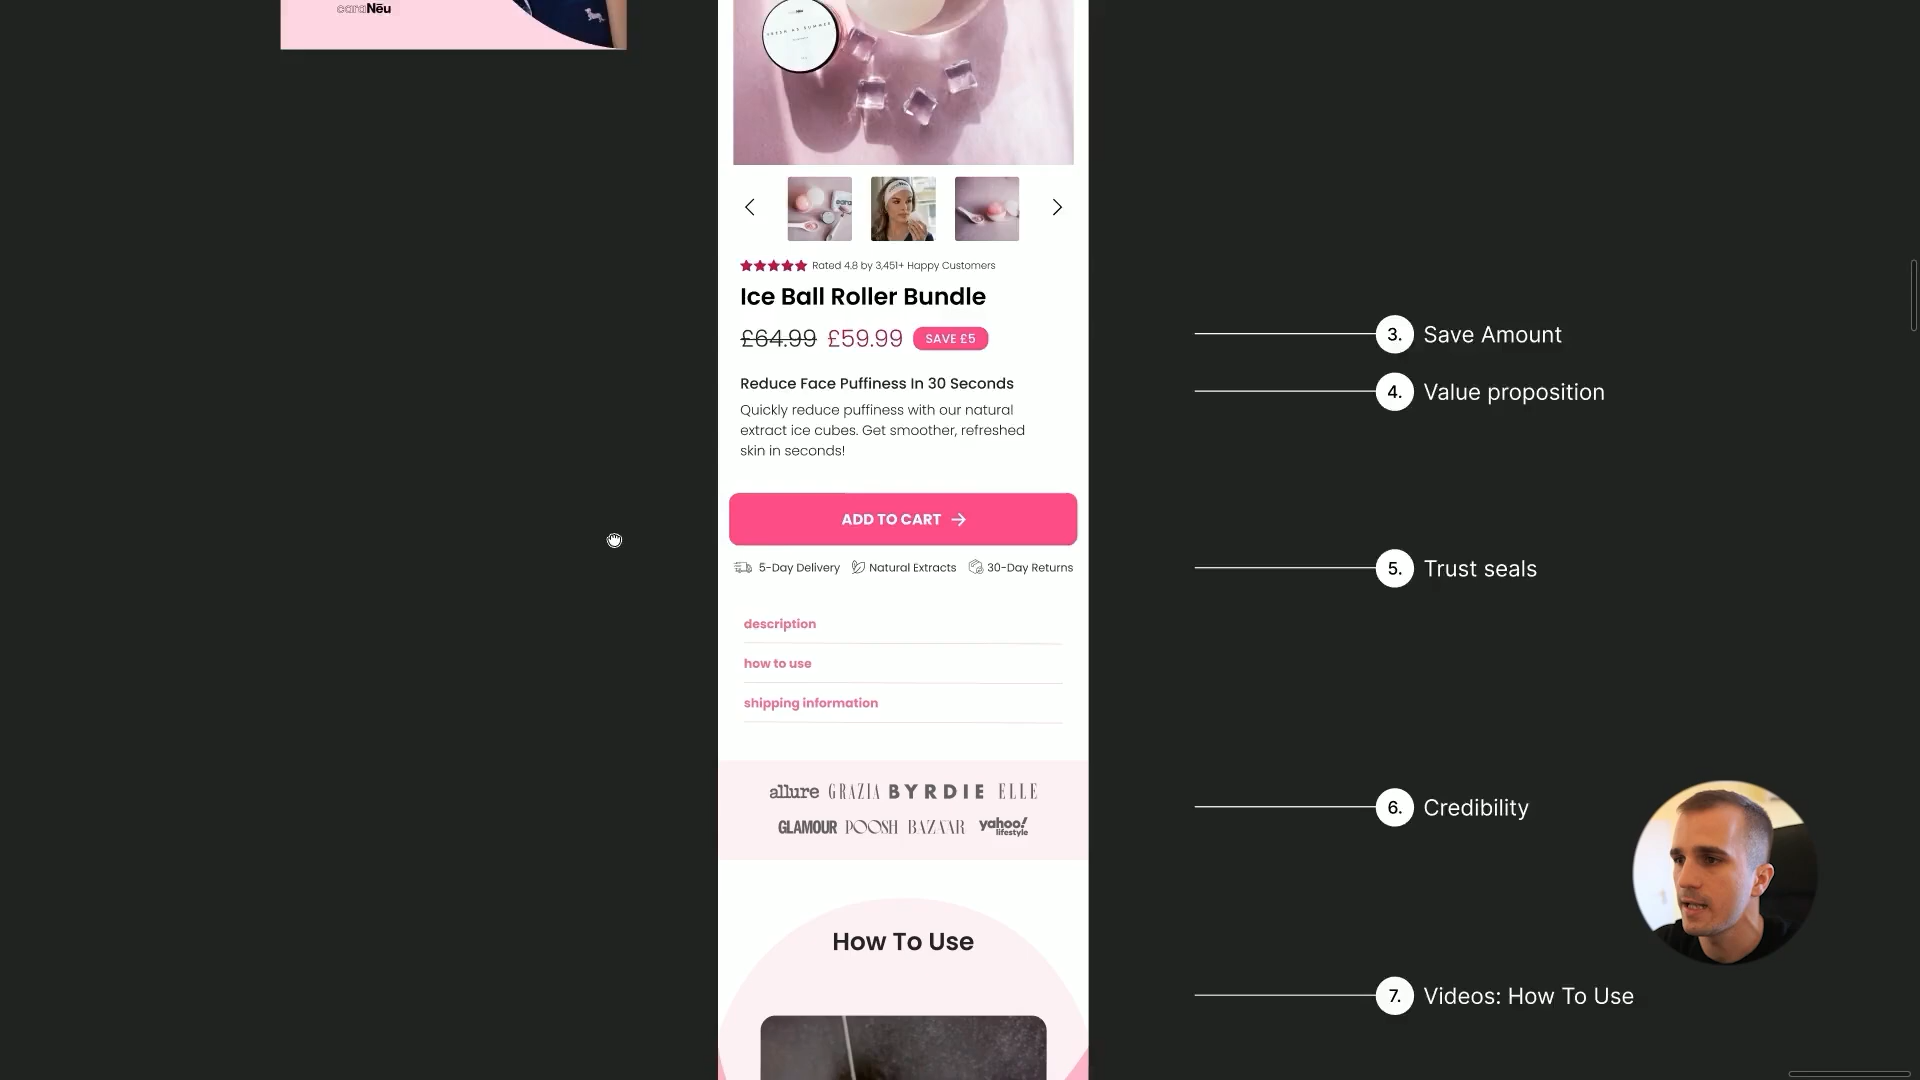 caraNēu
FRESH AS SUMMER
Rated 4.8 by 3,451+ Happy Customers
Ice Ball Roller Bundle
£64.99 £59.99 SAVE £5
Reduce Face Puffiness In 30 Seconds
Quickly reduce puffiness with our natural
extract ice cubes. Get smoother, refreshed
skin in seconds!
ADD TO CART
5-Day Delivery Natural Extracts 30-Day Returns
description
how to use
shipping information
allure GRAZIA BYRDIE ELLE
GLAMOUR POOSH BAZAAR yahoo!
lifestyle
How To Use
3. Save Amount
4. Value proposition
5. Trust seals
6. Credibility
7. Videos: How To Use